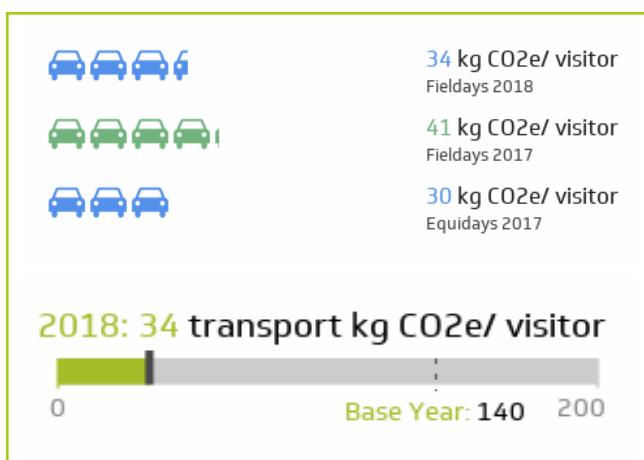 34 kg CO2e/ visitor
Fieldays 2018
41 kg CO2e/ visitor
Fieldays 2017
30 kg CO2e/ visitor
Equidays 2017
2018: 34 transport kg CO2e/ visitor
0 Base Year: 140 200